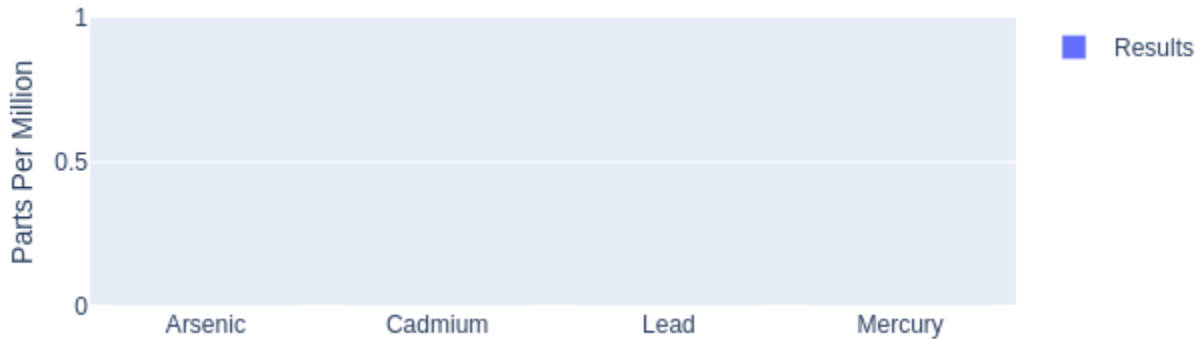 Parts Per Million
1
0.5
0
Arsenic Cadmium Lead Mercury
Results